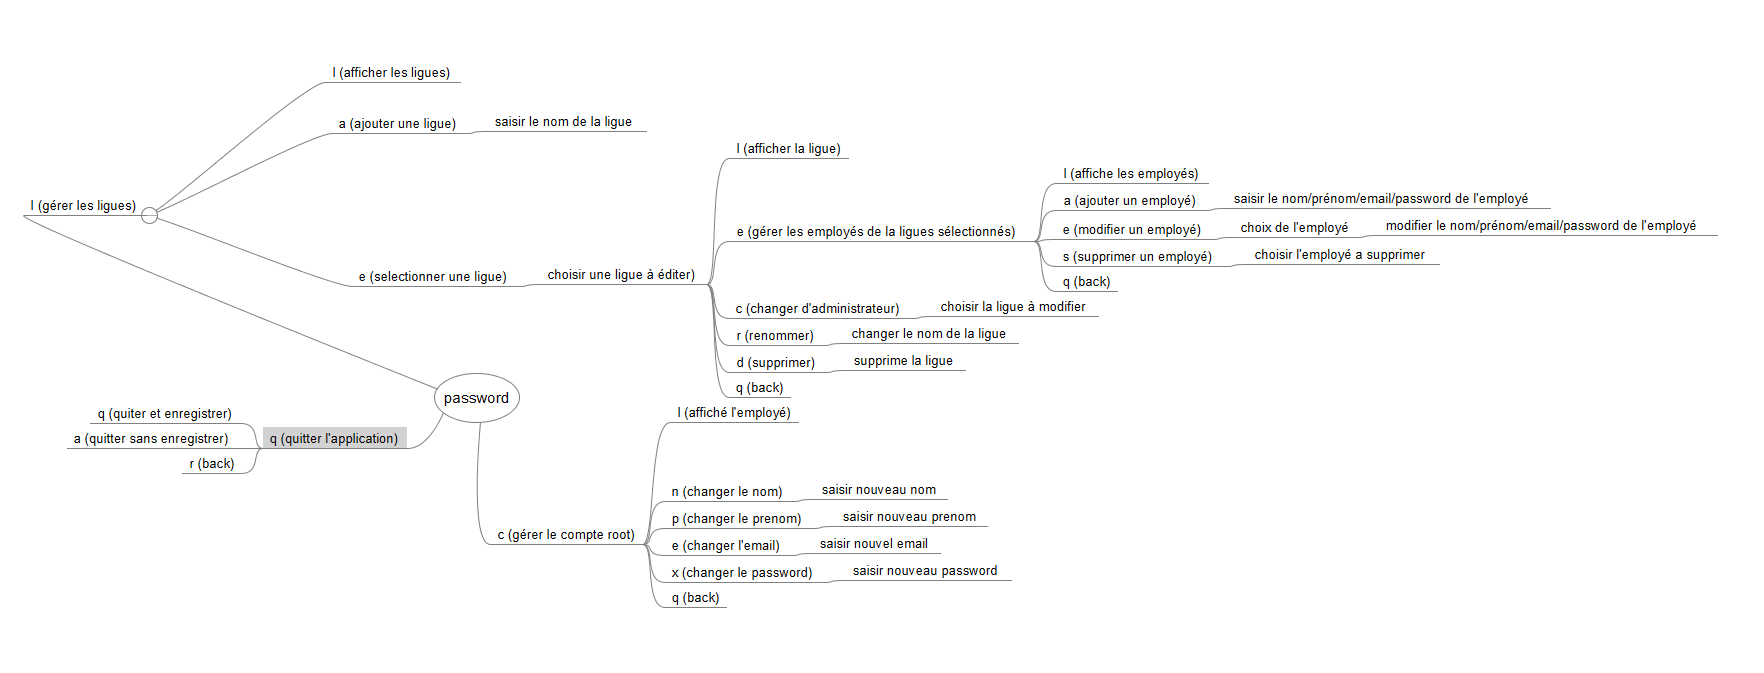 l (afficher les ligues)
a (ajouter une ligue)
saisir le nom de la ligue
l (afficher la ligue)
l (affiche les employés)
a (ajouter un employé)
saisir le nom/prénom/email/password de l'employé
l (gérer les ligues)
e (gérer les employés de la ligues sélectionnés)
e (modifier un employé)
choix de l'employé
modifier le nom/prénom/email/password de l'employé
s (supprimer un employé)
choisir l'employé a supprimer
q (back)
e (selectionner une ligue)
choisir une ligue à éditer)
c (changer d'administrateur)
choisir la ligue à modifier
r (renommer)
changer le nom de la ligue
d (supprimer)
supprime la ligue
q (back)
password
q (quiter et enregistrer)
a (quitter sans enregistrer)
q (quitter l'application)
r (back)
l (affiché l'employé)
n (changer le nom)
saisir nouveau nom
p (changer le prenom)
saisir nouveau prenom
c (gérer le compte root)
e (changer l'email)
saisir nouvel email
x (changer le password)
saisir nouveau password
q (back)